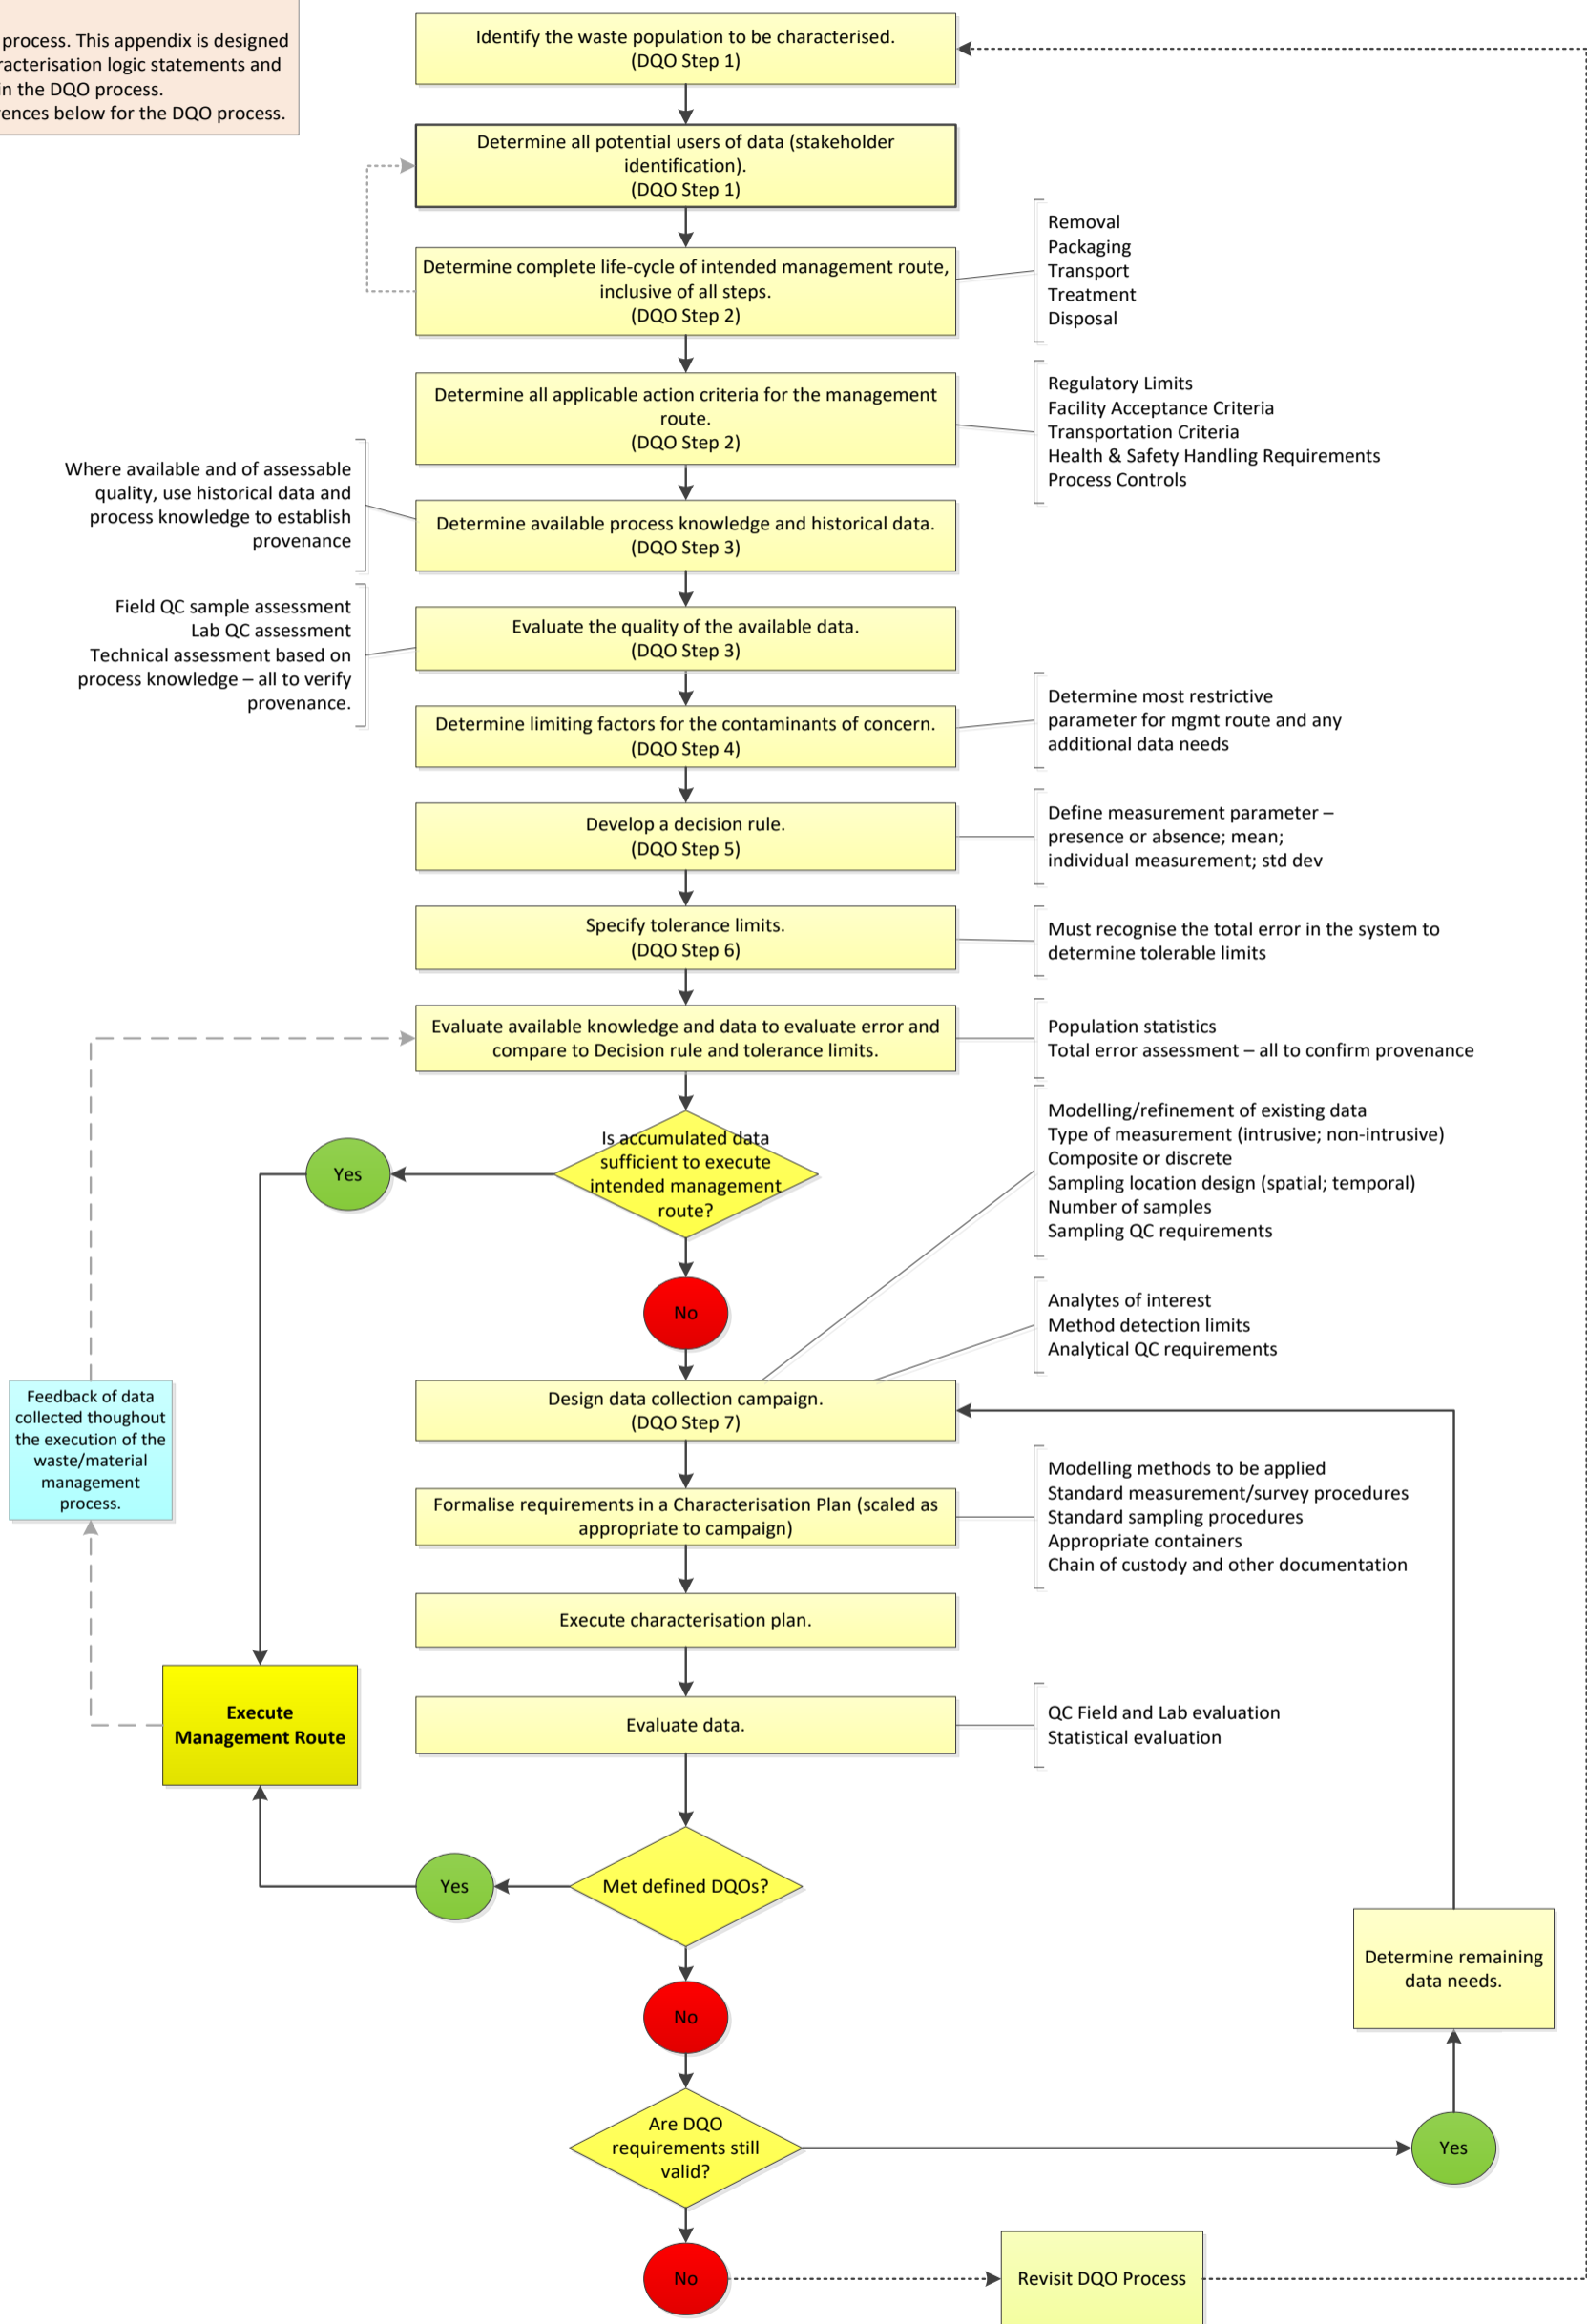 process. This appendix is designed
characterisation logic statements and
in the DQO process.
below for the DQO process.
Identify the waste population to be characterised.
(DQO Step 1)
Determine all potential users of data (stakeholder
identification).
(DQO Step 1)
Determine complete life-cycle of intended management route,
inclusive of all steps.
(DQO Step 2)
Removal
Packaging
Transport
Treatment
Disposal
Determine all applicable action criteria for the management
route.
(DQO Step 2)
Regulatory Limits
Facility Acceptance Criteria
Transportation Criteria
Health & Safety Handling Requirements
Process Controls
Where available and of assessable
quality, use historical data and
process knowledge to establish
provenance
Determine available process knowledge and historical data.
(DQO Step 3)
Field QC sample assessment
Lab QC assessment
Technical assessment based on
process knowledge – all to verify
provenance.
Evaluate the quality of the available data.
(DQO Step 3)
Determine limiting factors for the contaminants of concern.
(DQO Step 4)
Determine most restrictive
parameter for mgmt route and any
additional data needs
Develop a decision rule.
(DQO Step 5)
Define measurement parameter –
presence or absence; mean;
individual measurement; std dev
Specify tolerance limits.
(DQO Step 6)
Must recognise the total error in the system to
determine tolerable limits
Evaluate available knowledge and data to evaluate error and
compare to Decision rule and tolerance limits.
Population statistics
Total error assessment – all to confirm provenance
Is accumulated data
sufficient to execute
intended management
route?
Yes
No
Modelling/refinement of existing data
Type of measurement (intrusive; non-intrusive)
Composite or discrete
Sampling location design (spatial; temporal)
Number of samples
Sampling QC requirements
Analytes of interest
Method detection limits
Analytical QC requirements
Design data collection campaign.
(DQO Step 7)
Feedback of data
collected thoughout
the execution of the
waste/material
management
process.
Formalise requirements in a Characterisation Plan (scaled as
appropriate to campaign)
Modelling methods to be applied
Standard measurement/survey procedures
Standard sampling procedures
Appropriate containers
Chain of custody and other documentation
Execute characterisation plan.
Execute
Management Route
Evaluate data.
QC Field and Lab evaluation
Statistical evaluation
Met defined DQOs?
Yes
No
Determine remaining
data needs.
Are DQO
requirements still
valid?
Yes
No
Revisit DQO Process